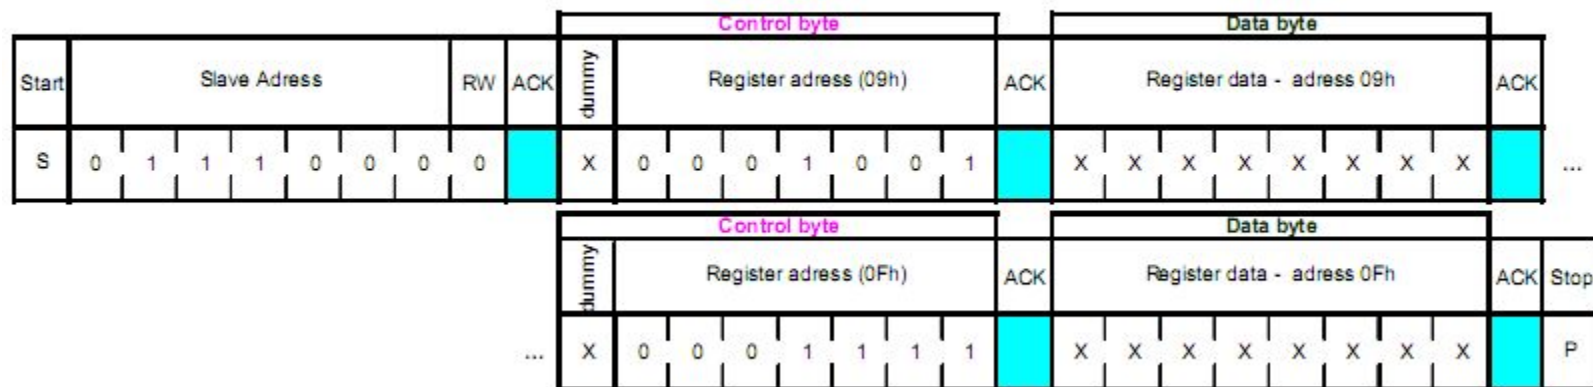 Control byte Data byte
Start Slave Adress RW ACK dummy Register adress (09h) ACK Register data - adress 09h ACK
S 0 1 1 1 0 0 0 0 X 0 0 0 1 0 0 1 X X X X X X X X ...
Control byte Data byte
dummy Register adress (0Fh) ACK Register data - adress 0Fh ACK Stop
... X 0 0 0 1 1 1 1 X X X X X X X X P